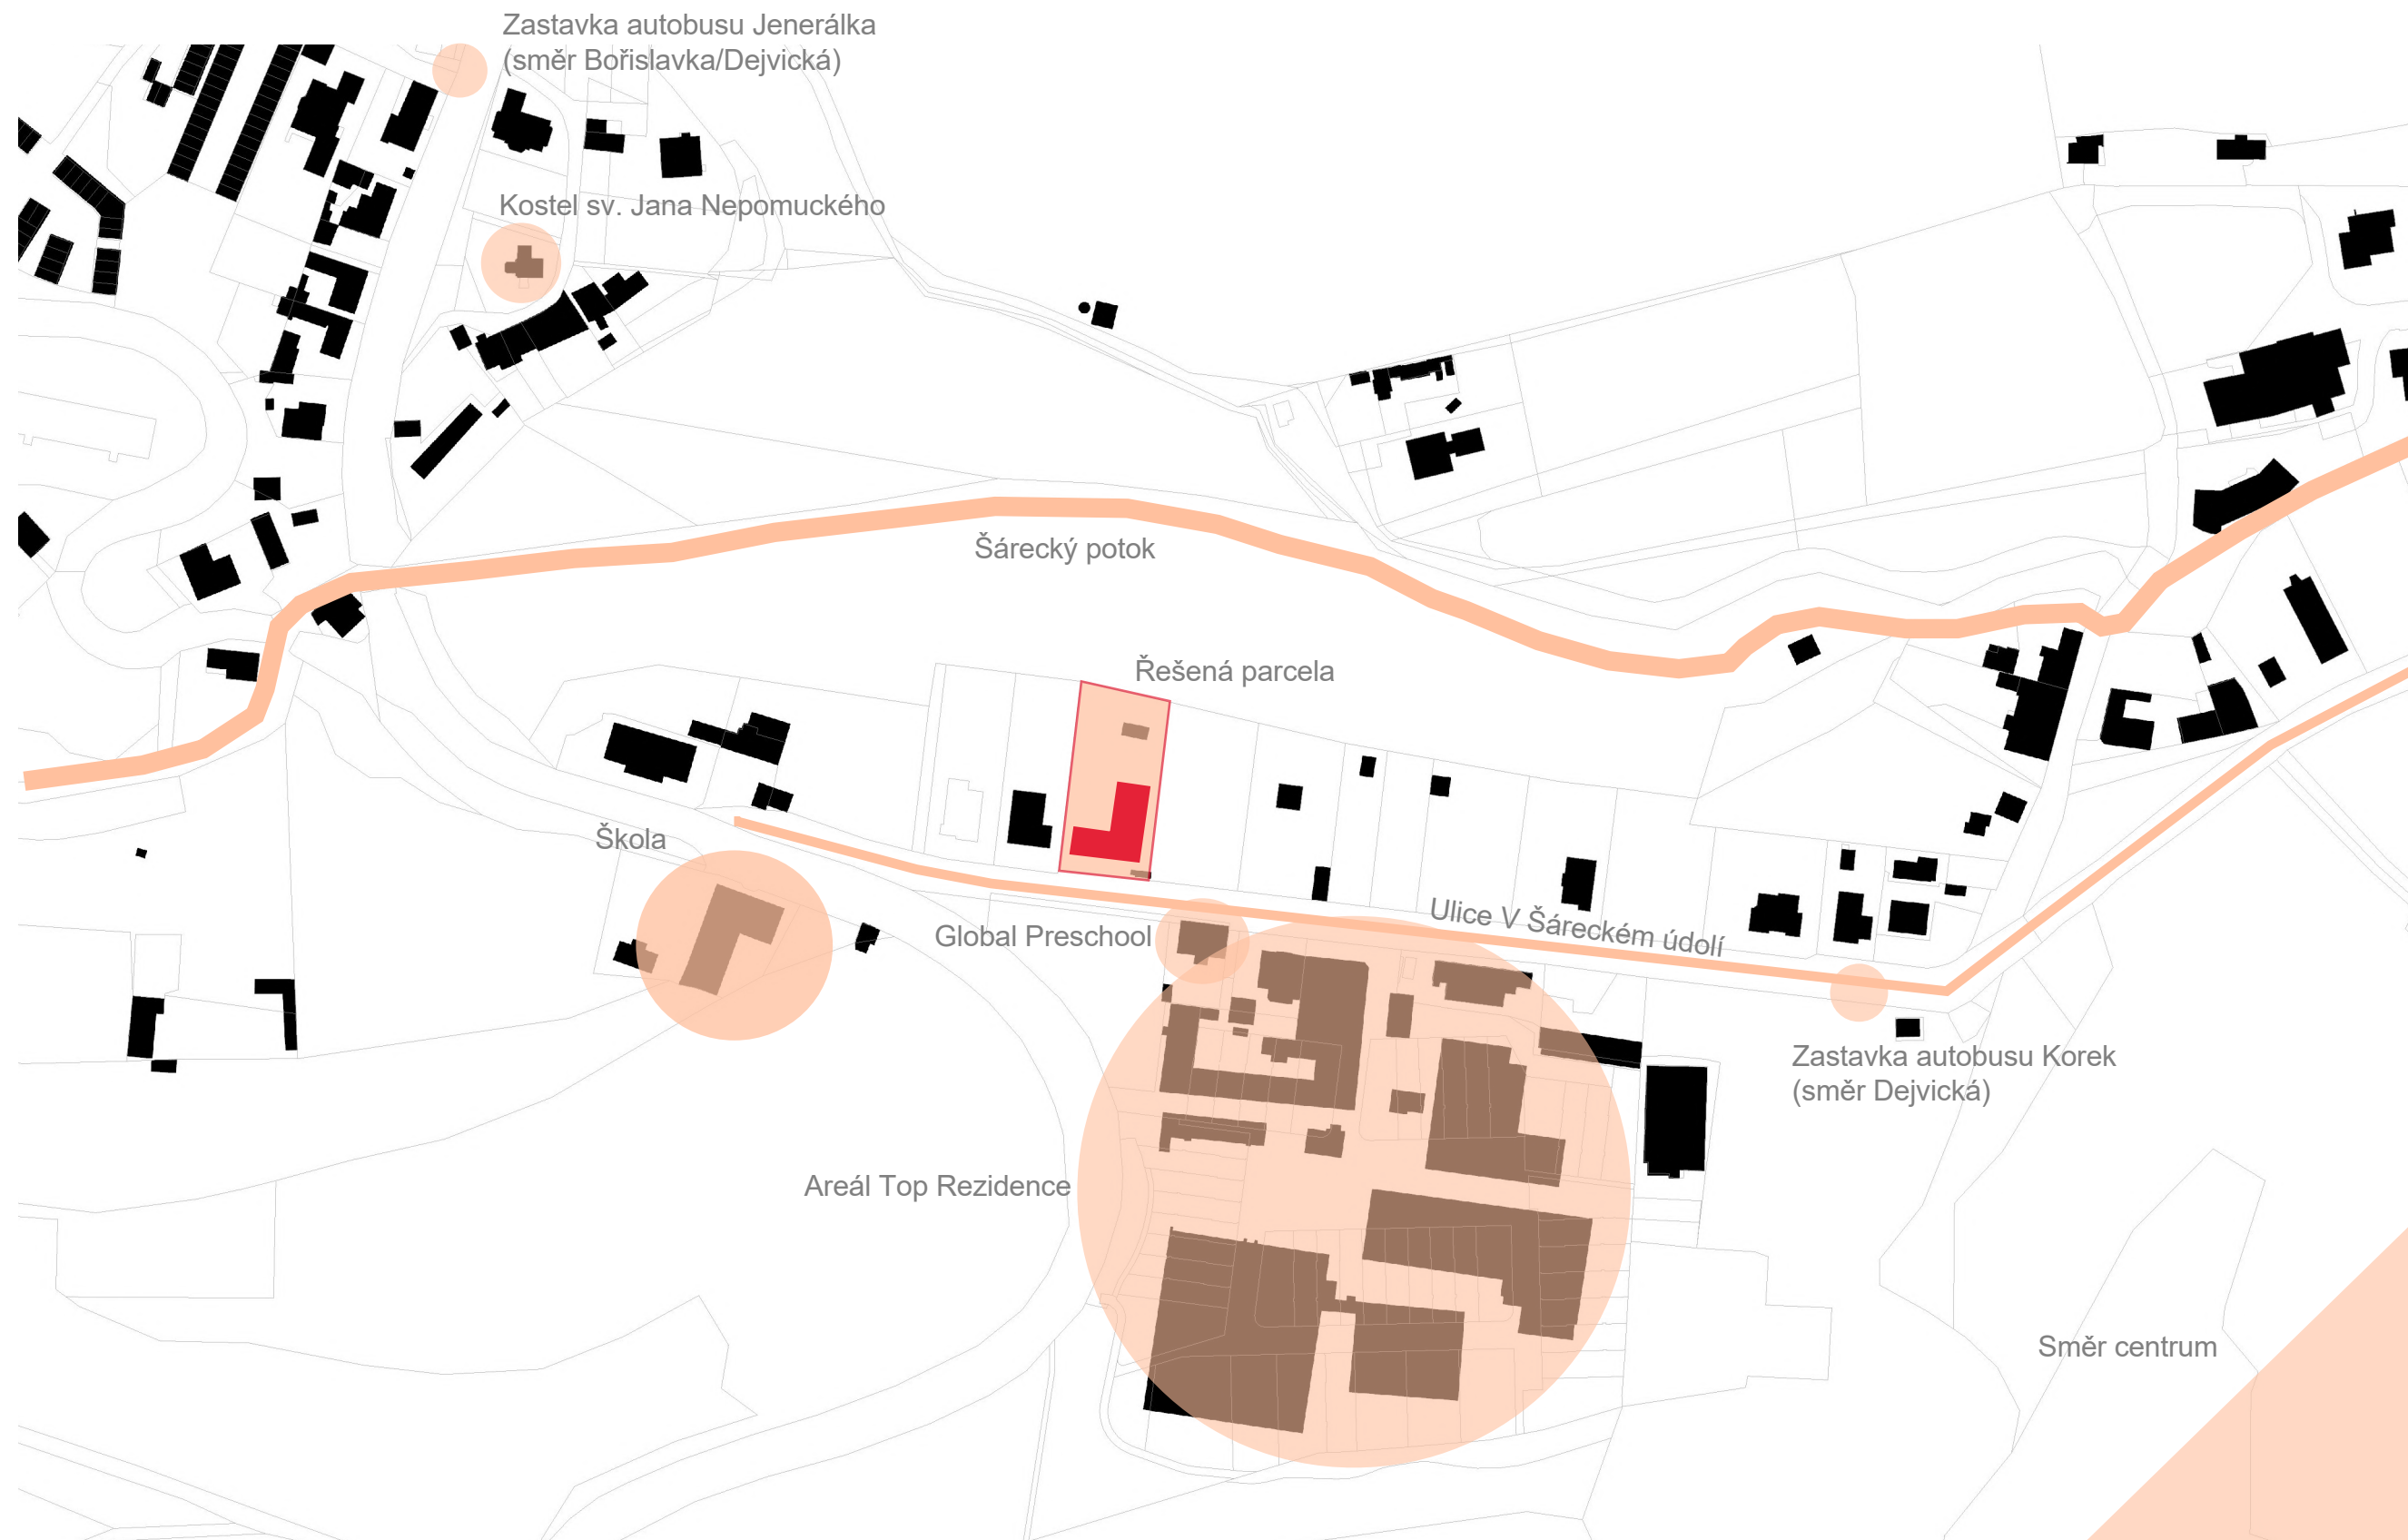 Zastavka autobusu Jenerálka
(směr Bořislavka/Dejvická)
Kostel sv. Jana Nepomuckého
Šárecký potok
Řešená parcela
Škola
Global Preschool
Ulice V Šáreckém údolí
Zastavka autobusu Korek
(směr Dejvická)
Areál Top Rezidence
Směr centrum